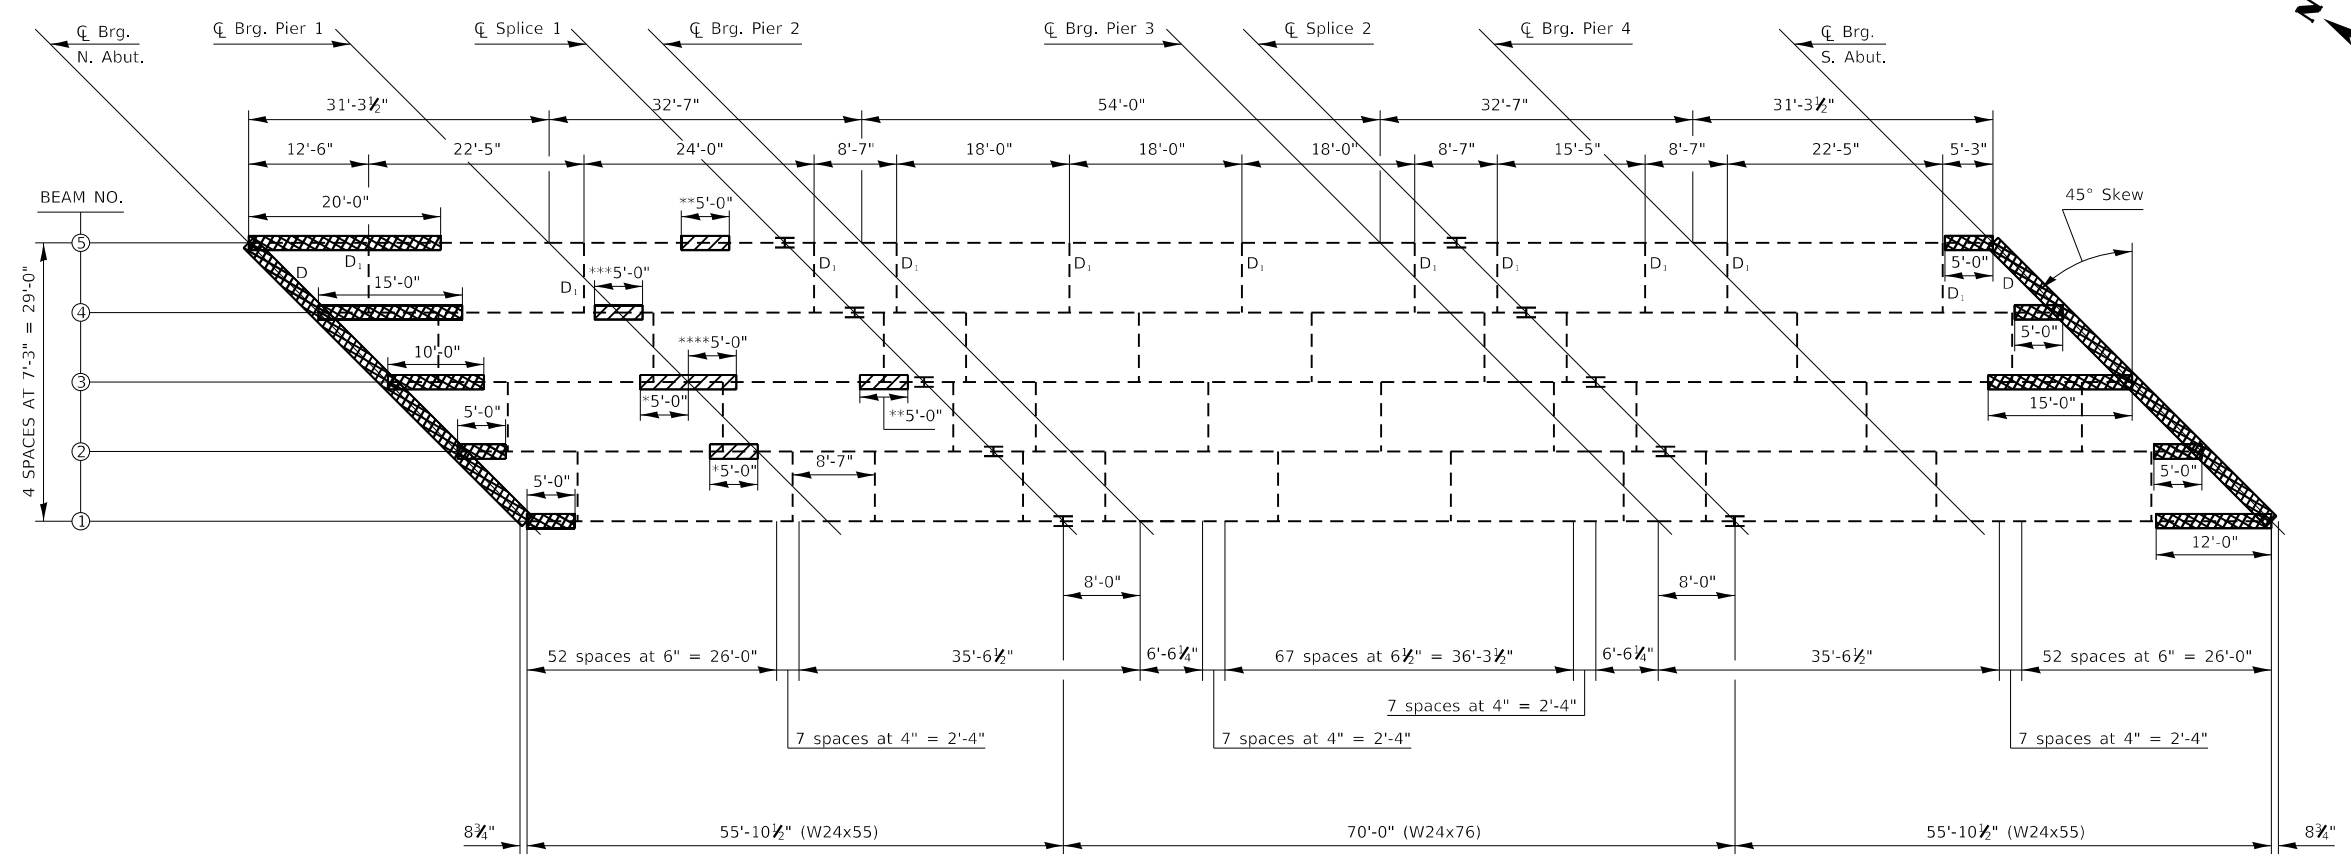 ℄ Brg.
N. Abut.
℄ Brg. Pier 1
℄ Splice 1
℄ Brg. Pier 2
℄ Brg. Pier 3
℄ Splice 2
℄ Brg. Pier 4
℄ Brg.
S. Abut.
N
31'-3½"
32'-7"
54'-0"
32'-7"
31'-3½"
12'-6"
22'-5"
24'-0"
8'-7"
18'-0"
18'-0"
18'-0"
8'-7"
15'-5"
8'-7"
22'-5"
5'-3"
BEAM NO.
20'-0"
**5'-0"
45° Skew
4 SPACES AT 7'-3" = 29'-0"
5
D
D₁
D₁
D₁
D₁
D₁
D₁
D₁
D₁
D₁
D₁
D₁
5'-0"
D
D₁
15'-0"
***5'-0"
4
5'-0"
10'-0"
****5'-0"
3
*5'-0"
**5'-0"
15'-0"
5'-0"
2
*5'-0"
8'-7"
5'-0"
5'-0"
1
12'-0"
8'-0"
8'-0"
52 spaces at 6" = 26'-0"
35'-6½"
6'-6¼"
67 spaces at 6½" = 36'-3½"
6'-6¼"
35'-6½"
52 spaces at 6" = 26'-0"
7 spaces at 4" = 2'-4"
7 spaces at 4" = 2'-4"
7 spaces at 4" = 2'-4"
7 spaces at 4" = 2'-4"
8¾"
55'-10½" (W24x55)
70'-0" (W24x76)
55'-10½" (W24x55)
8¾"